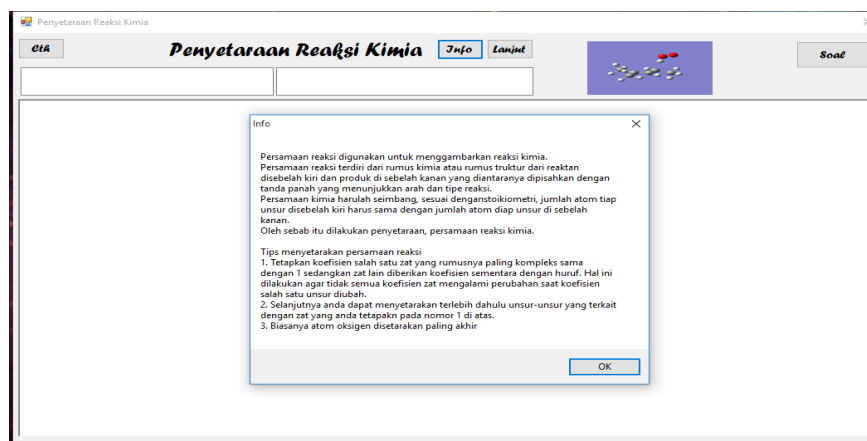 Penyetaraan Reaksi Kimia
Cth
Penyetaraan Reaksi Kimia
Info
Lanjut
Soal
Info
Persamaan reaksi digunakan untuk menggambarkan reaksi kimia.
Persamaan reaksi terdiri dari rumus kimia atau rumus truktur dari reaktan
disebelah kiri dan produk di sebelah kanan yang diantaranya dipisahkan dengan
tanda panah yang menunjukkan arah dan tipe reaksi.
Persamaan kimia harulah seimbang, sesuai denganstoikiometri, jumlah atom tiap
unsur disebelah kiri harus sama dengan jumlah atom diap unsur di sebelah
kanan.
Oleh sebab itu dilakukan penyetaraan, persamaan reaksi kimia.
Tips menyetarakan persamaan reaksi
1. Tetapkan koefisien salah satu zat yang rumusnya paling kompleks sama
dengan 1 sedangkan zat lain diberikan koefisien sementara dengan huruf. Hal ini
dilakukan agar tidak semua koefisien zat mengalami perubahan saat koefisien
salah satu unsur diubah.
2. Selanjutnya anda dapat menyetarakan terlebih dahulu unsur-unsur yang terkait
dengan zat yang anda tetapakn pada nomor 1 di atas.
3. Biasanya atom oksigen disetarakan paling akhir
OK